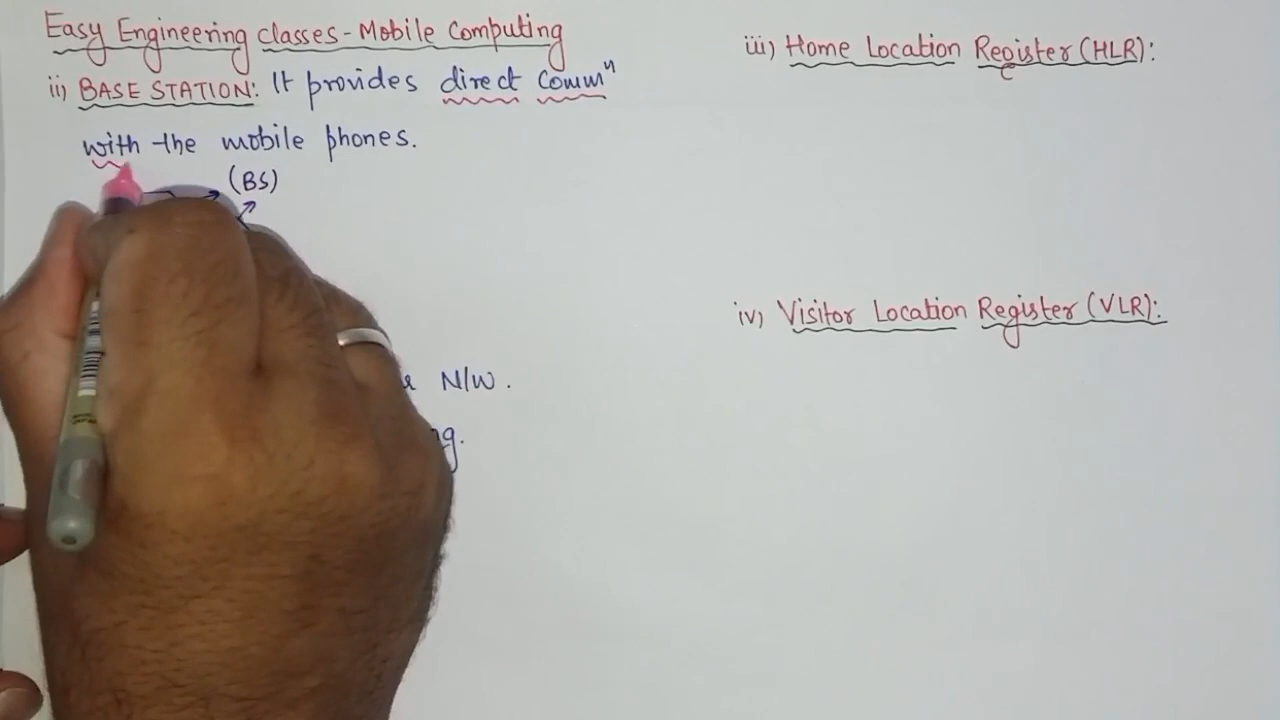 Easy Engineering classes - Mobile Computing
ii) BASE STATION: It provides direct Commⁿ
with the mobile phones.
(BS)
N/W.
iii) Home Location Register (HLR):
iv) Visitor Location Register (VLR):